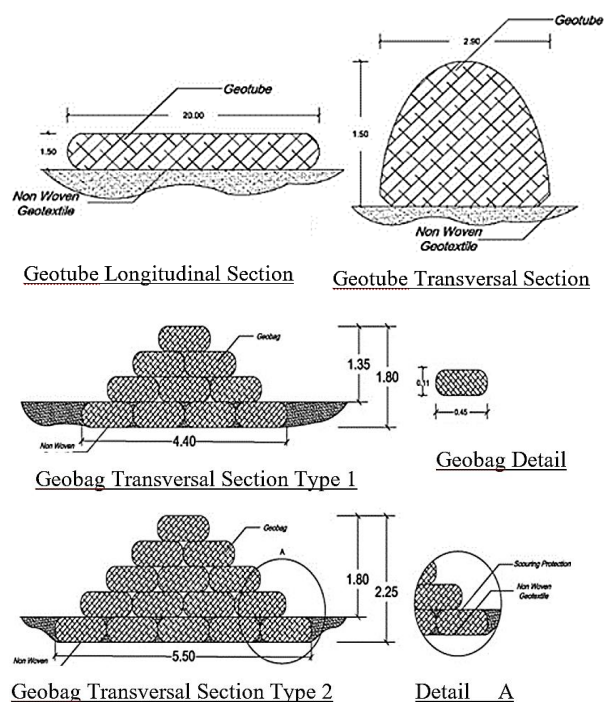 Geotube
20.00
1.50
Non Woven
Geotextile
Geotube Longitudinal Section
Geotube
2.90
1.50
Non Woven
Geotextile
Geotube Transversal Section
Geobag
1.35
1.80
Non Woven
4.40
Geobag Transversal Section Type 1
0.11
0.45
Geobag Detail
Geobag
A
1.80
2.25
Non Woven
5.50
Geobag Transversal Section Type 2
Scouring Protection
Non Woven
Geotextile
Detail A